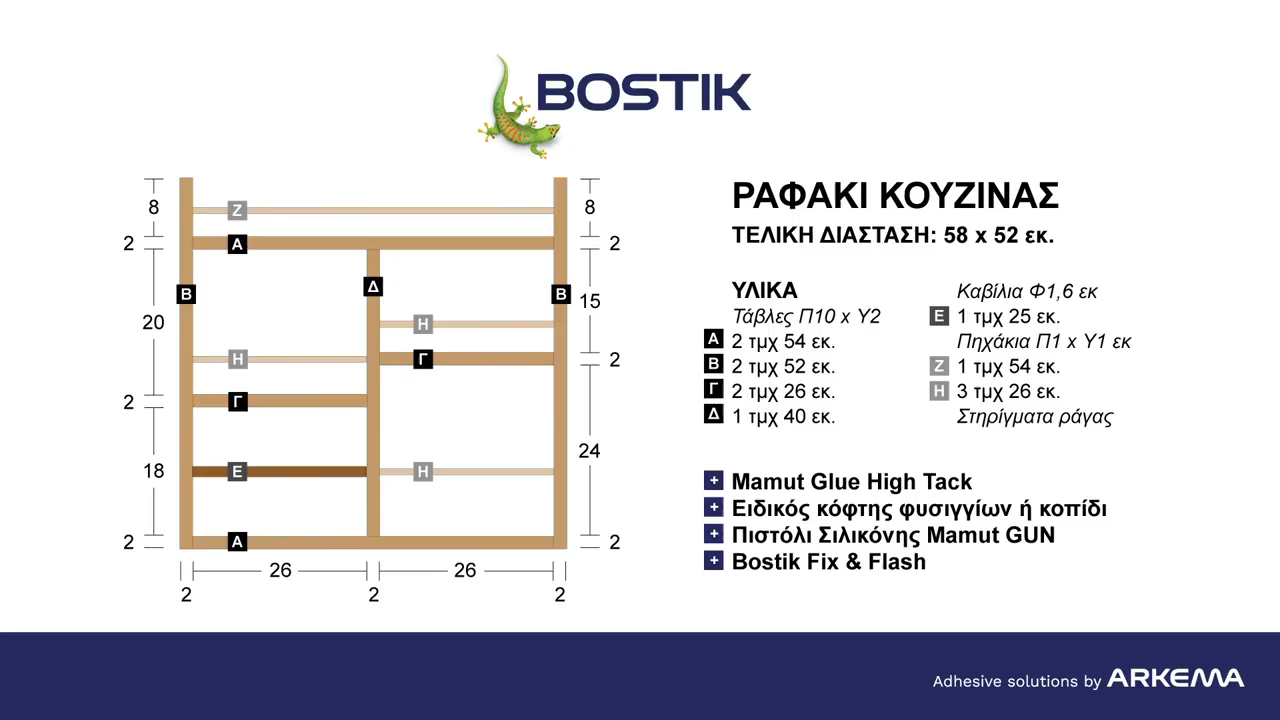 BOSTIK
8
Ζ
8
2
Α
2
Β
Δ
Β
20
Η
15
Η
Γ
2
2
Γ
18
Ε
Η
24
2
Α
2
26
26
2
2
2
ΡΑΦΑΚΙ ΚΟΥΖΙΝΑΣ
ΤΕΛΙΚΗ ΔΙΑΣΤΑΣΗ: 58 x 52 εκ.
ΥΛΙΚΑ
Τάβλες Π10 x Υ2
Α 2 τμχ 54 εκ.
Β 2 τμχ 52 εκ.
Γ 2 τμχ 26 εκ.
Δ 1 τμχ 40 εκ.
Καβίλια Φ1,6 εκ
Ε 1 τμχ 25 εκ.
Πηχάκια Π1 x Υ1 εκ
Ζ 1 τμχ 54 εκ.
Η 3 τμχ 26 εκ.
Στηρίγματα ράγας
+ Mamut Glue High Tack
+ Ειδικός κόφτης φυσιγγίων ή κοπίδι
+ Πιστόλι Σιλικόνης Mamut GUN
+ Bostik Fix & Flash
Adhesive solutions by ARKEMA